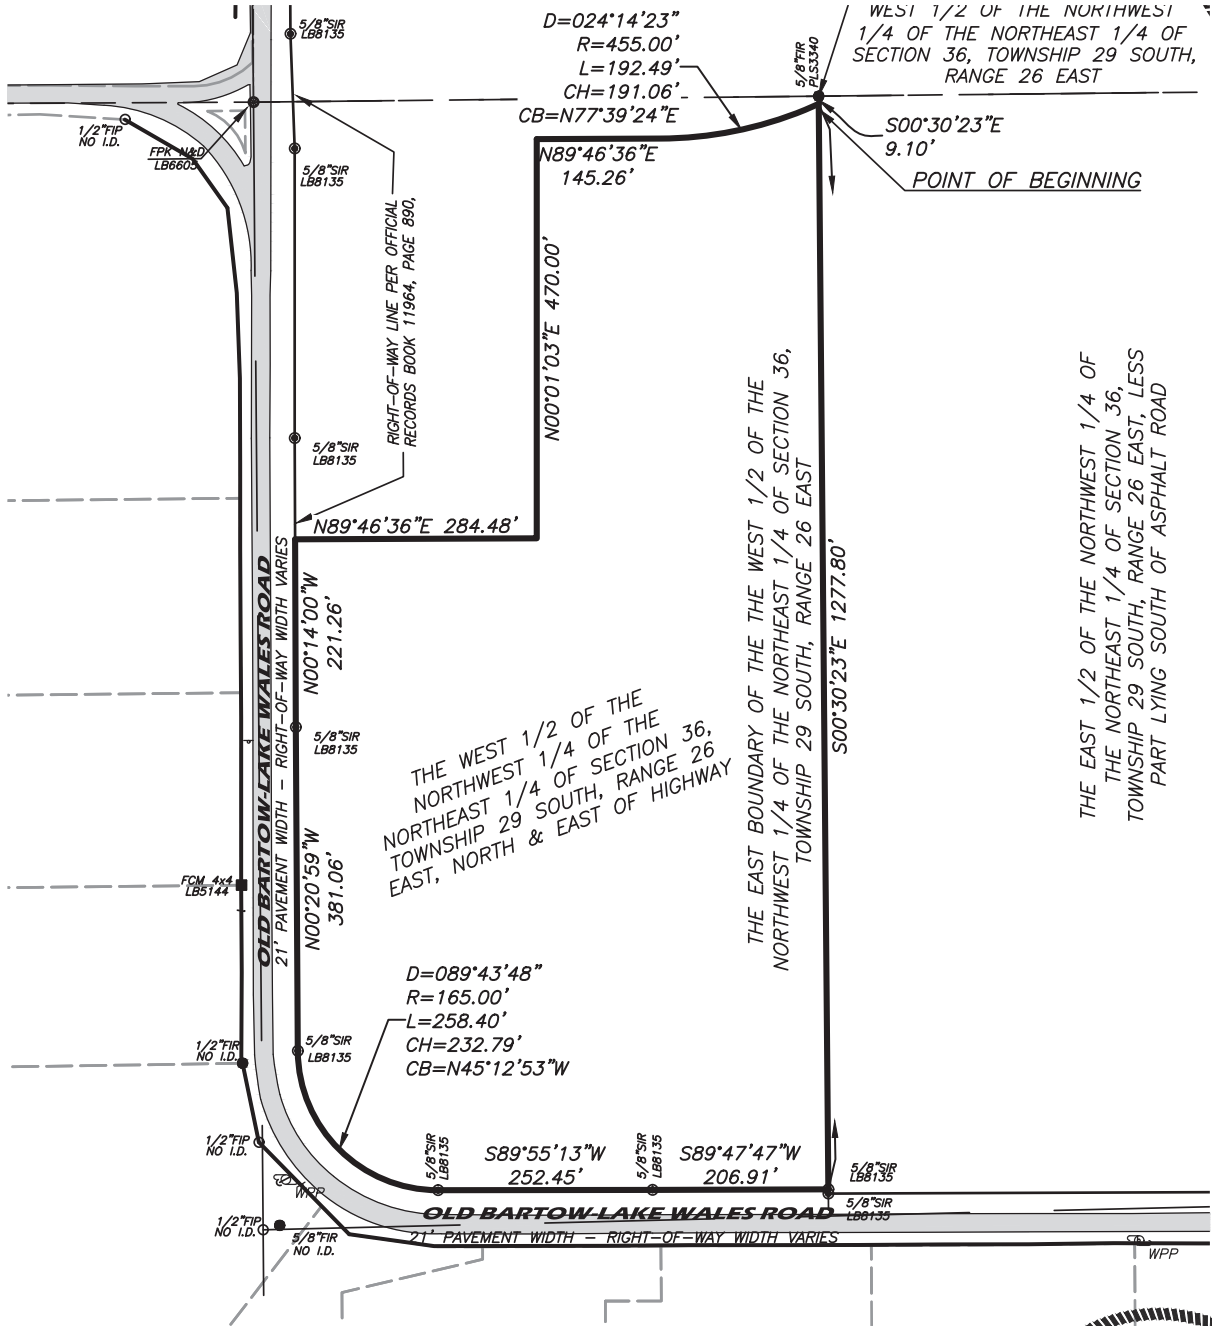 WEST 1/2 OF THE NORTHWEST
1/4 OF THE NORTHEAST 1/4 OF
SECTION 36, TOWNSHIP 29 SOUTH,
RANGE 26 EAST
D=024°14'23"
R=455.00'
L=192.49'
CH=191.06'
CB=N77°39'24"E
5/8"SIR
LB8135
5/8"FIR
PLS3340
1/2"FIP
NO I.D.
FPK N&D
LB6605
5/8"SIR
LB8135
N89°46'36"E
145.26'
S00°30'23"E
9.10'
POINT OF BEGINNING
RIGHT-OF-WAY LINE PER OFFICIAL
RECORDS BOOK 11964, PAGE 890,
N00°01'03"E 470.00'
5/8"SIR
LB8135
N89°46'36"E 284.48'
OLD BARTOW-LAKE WALES ROAD
21' PAVEMENT WIDTH - RIGHT-OF-WAY WIDTH VARIES
N00°14'00"W
221.26'
5/8"SIR
LB8135
N00°20'59"W
381.06'
THE WEST 1/2 OF THE
NORTHWEST 1/4 OF THE
NORTHEAST 1/4 OF SECTION 36,
TOWNSHIP 29 SOUTH, RANGE 26
EAST, NORTH & EAST OF HIGHWAY
THE EAST BOUNDARY OF THE THE WEST 1/2 OF THE
NORTHWEST 1/4 OF THE NORTHEAST 1/4 OF SECTION 36,
TOWNSHIP 29 SOUTH, RANGE 26 EAST
S00°30'23"E 1277.80'
THE EAST 1/2 OF THE NORTHWEST 1/4 OF
THE NORTHEAST 1/4 OF SECTION 36,
TOWNSHIP 29 SOUTH, RANGE 26 EAST, LESS
PART LYING SOUTH OF ASPHALT ROAD
FCM 4x4
LB5144
D=089°43'48"
R=165.00'
L=258.40'
CH=232.79'
CB=N45°12'53"W
1/2"FIR
NO I.D.
5/8"SIR
LB8135
1/2"FIP
NO I.D.
WPP
5/8"SIR
LB8135
S89°55'13"W
252.45'
5/8"SIR
LB8135
S89°47'47"W
206.91'
5/8"SIR
LB8135
5/8"SIR
LB8135
1/2"FIP
NO I.D.
5/8"FIR
NO I.D.
OLD BARTOW-LAKE WALES ROAD
21' PAVEMENT WIDTH - RIGHT-OF-WAY WIDTH VARIES
WPP